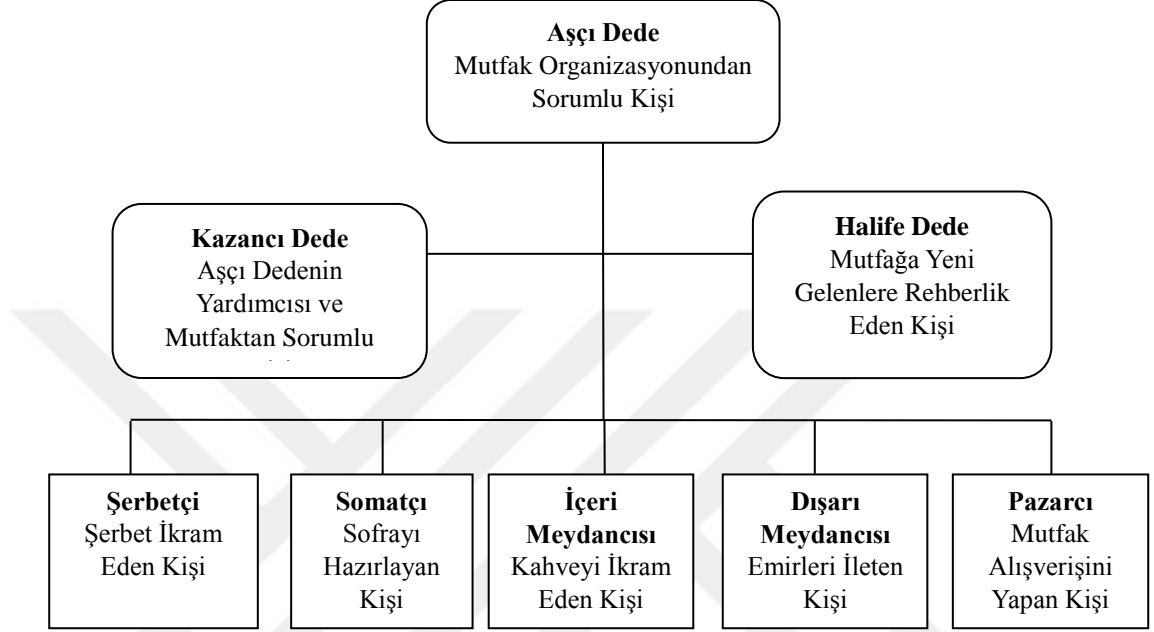 Aşçı Dede
Mutfak Organizasyonundan
Sorumlu Kişi
Kazancı Dede
Aşçı Dedenin
Yardımcısı ve
Mutfaktan Sorumlu
Halife Dede
Mutfağa Yeni
Gelenlere Rehberlik
Eden Kişi
Şerbetçi
Şerbet İkram
Eden Kişi
Somatçı
Sofrayı
Hazırlayan
Kişi
İçeri
Meydancısı
Kahveyi İkram
Eden Kişi
Dışarı
Meydancısı
Emirleri İleten
Kişi
Pazarcı
Mutfak
Alışverişini
Yapan Kişi